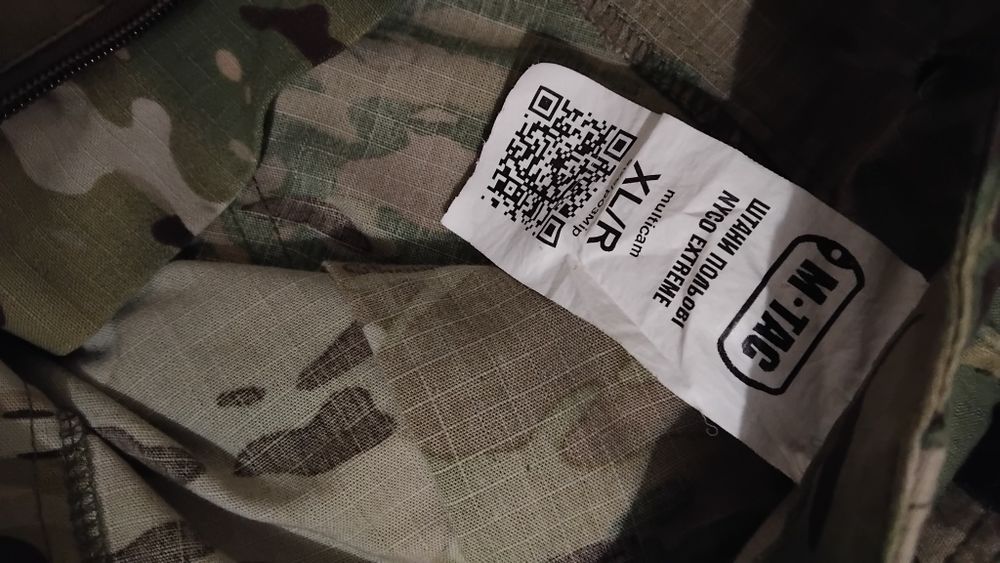 M·TAC
ШТАНИ ПОЛЬОВІ
NYCO EXTREME
multicam
XL/R